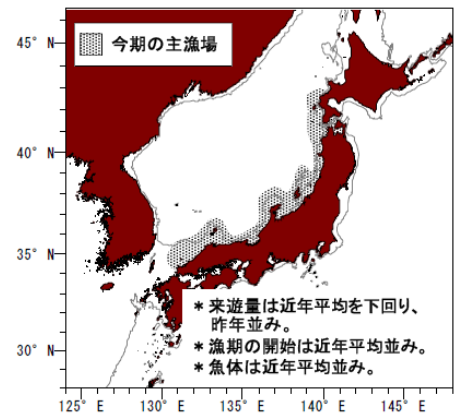 今期の主漁場
45° N
40° N
35° N
30° N
＊来遊量は近年平均を下回り、
昨年並み。
＊漁期の開始は近年平均並み。
＊魚体は近年平均並み。
125° E 130° E 135° E 140° E 145° E